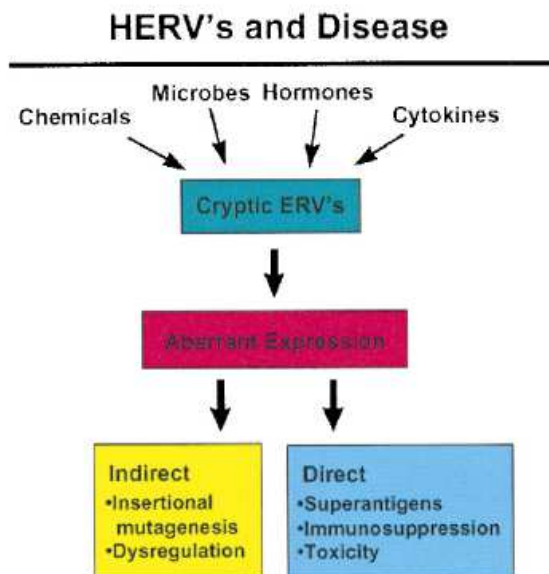 HERV's and Disease
Microbes Hormones
Chemicals
Cytokines
Cryptic ERV's
Aberrant Expression
Indirect
•Insertional
mutagenesis
•Dysregulation
Direct
•Superantigens
•Immunosuppression
•Toxicity